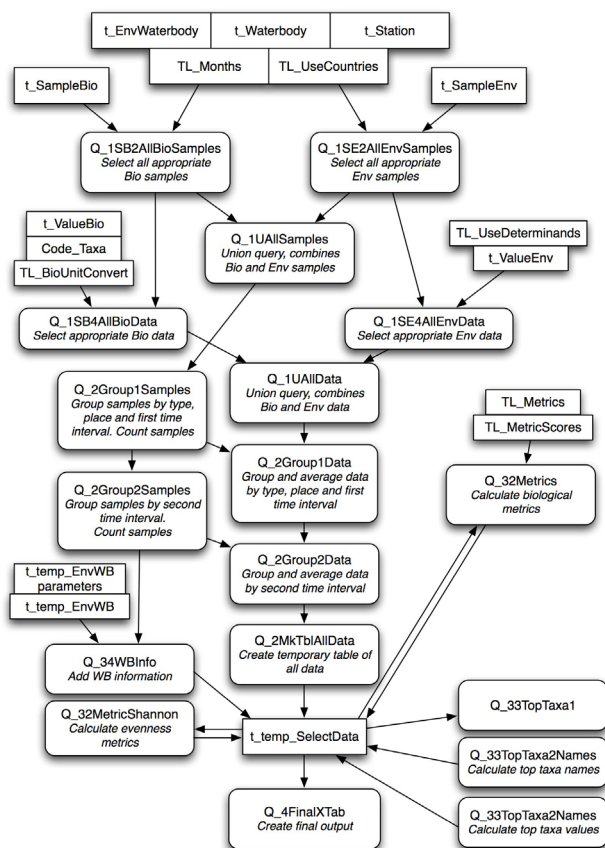 t_EnvWaterbody
t_Waterbody
t_Station
TL_Months
TL_UseCountries
t_SampleBio
t_SampleEnv
Q_1SB2AllBioSamples
Select all appropriate
Bio samples
Q_1SE2AllEnvSamples
Select all appropriate
Env samples
t_ValueBio
Code_Taxa
TL_BioUnitConvert
Q_1UAllSamples
Union query, combines
Bio and Env samples
TL_UseDeterminands
t_ValueEnv
Q_1SB4AllBioData
Select appropriate Bio data
Q_1SE4AllEnvData
Select appropriate Env data
Q_2Group1Samples
Group samples by type,
place and first time
interval. Count samples
Q_1UAllData
Union query, combines
Bio and Env data
TL_Metrics
TL_MetricScores
Q_2Group1Data
Group and average data
by type, place and first
time interval
Q_32Metrics
Calculate biological
metrics
Q_2Group2Samples
Group samples by second
time interval.
Count samples
Q_2Group2Data
Group and average data
by second time interval
t_temp_EnvWB
parameters
t_temp_EnvWB
Q_2MkTblAllData
Create temporary table of
all data
Q_34WBInfo
Add WB information
Q_33TopTaxa1
Q_32MetricShannon
Calculate evenness
metrics
t_temp_SelectData
Q_33TopTaxa2Names
Calculate top taxa names
Q_4FinalXTab
Create final output
Q_33TopTaxa2Names
Calculate top taxa values